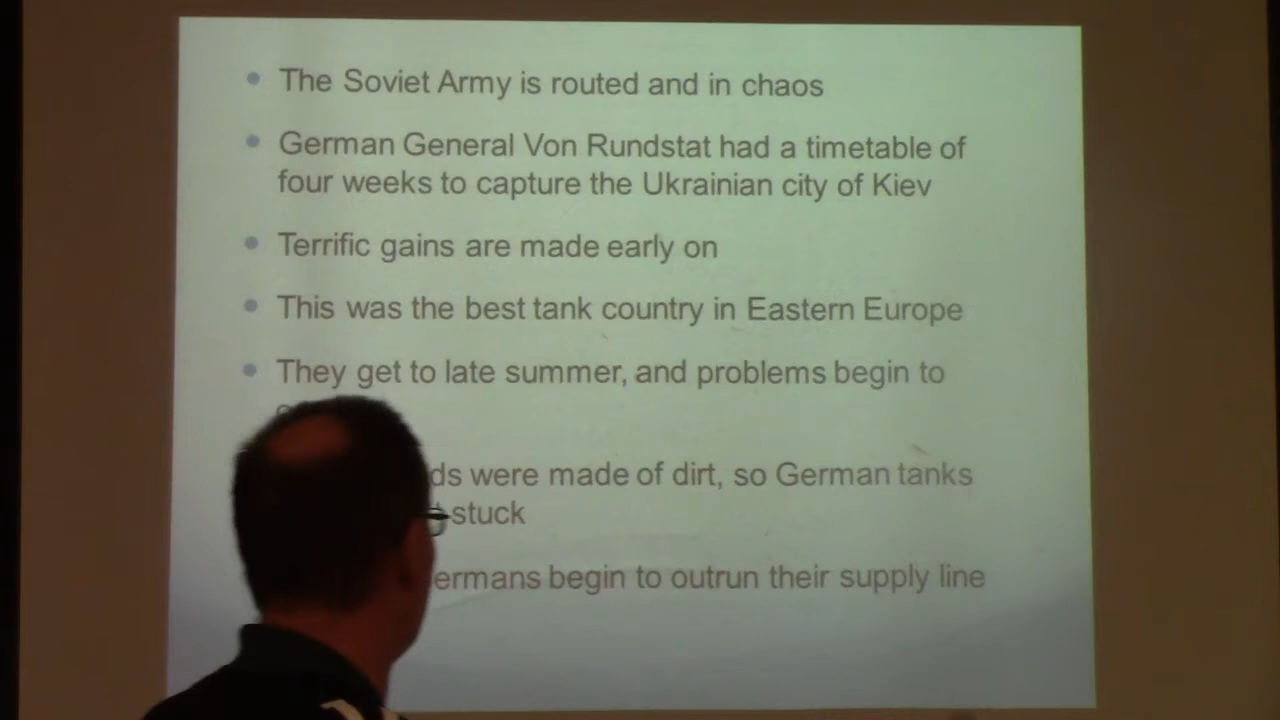 The Soviet Army is routed and in chaos
German General Von Rundstat had a timetable of
four weeks to capture the Ukrainian city of Kiev
Terrific gains are made early on
This was the best tank country in Eastern Europe
They get to late summer, and problems begin to
were made of dirt, so German tanks
stuck
begin to outrun their supply line